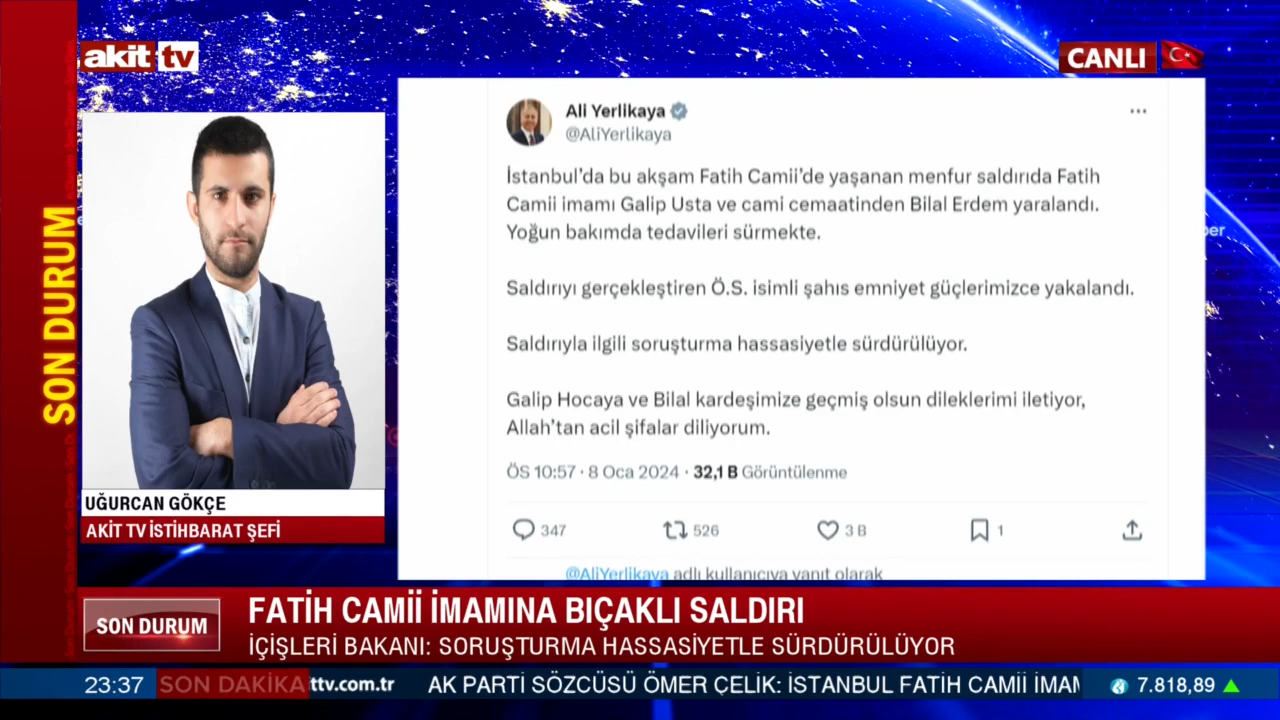 akit tv
CANLI
SON DURUM
Ali Yerlikaya
@AliYerlikaya
İstanbul'da bu akşam Fatih Camii'de yaşanan menfur saldırıda Fatih
Camii imamı Galip Usta ve cami cemaatinden Bilal Erdem yaralandı.
Yoğun bakımda tedavileri sürmekte.
Saldırıyı gerçekleştiren Ö.S. isimli şahıs emniyet güçlerimizce yakalandı.
Saldırıyla ilgili soruşturma hassasiyetle sürdürülüyor.
Galip Hocaya ve Bilal kardeşimize geçmiş olsun dileklerimi iletiyor,
Allah'tan acil şifalar diliyorum.
ÖS 10:57 · 8 Oca 2024 · 32,1 B Görüntülenme
347 526 3 B 1
@AliYerlikaya adlı kullanıcıya yanıt olarak
UĞURCAN GÖKÇE
AKİT TV İSTİHBARAT ŞEFİ
SON DURUM
FATİH CAMİİ İMAMINA BIÇAKLI SALDIRI
İÇİŞLERİ BAKANI: SORUŞTURMA HASSASİYETLE SÜRDÜRÜLÜYOR
23:37 SON DAKİKA ittv.com.tr AK PARTİ SÖZCÜSÜ ÖMER ÇELİK: İSTANBUL FATİH CAMİİ İMAM 7.818,89